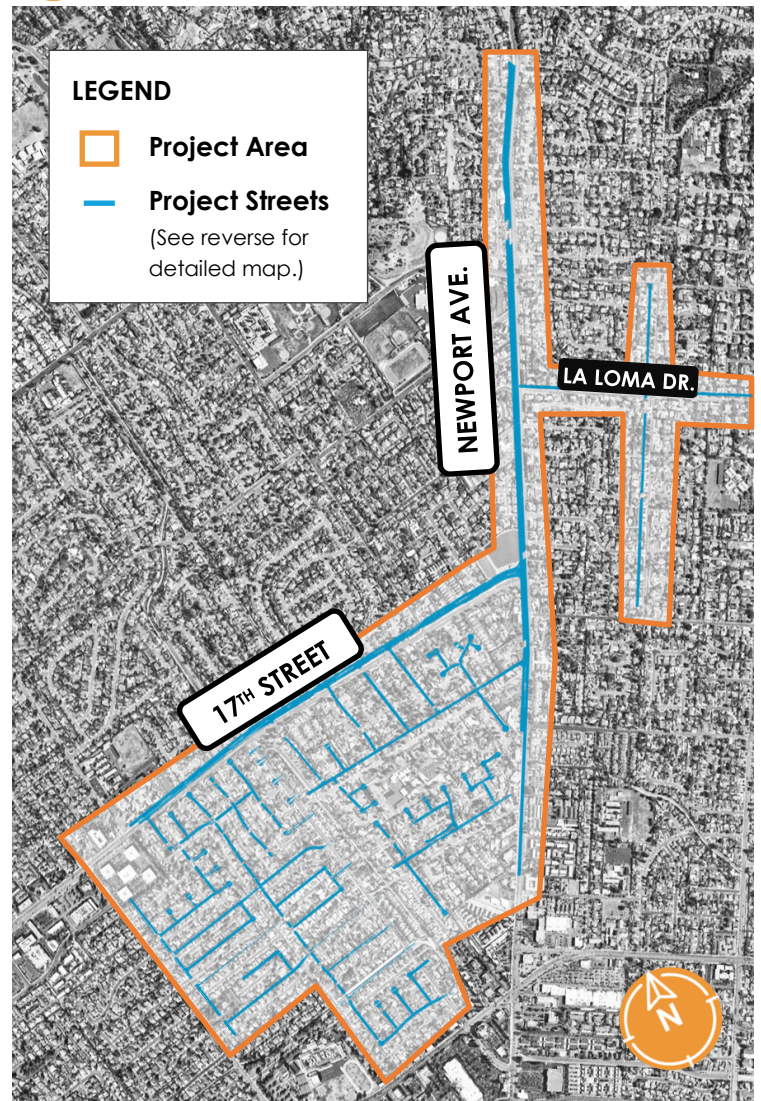 LEGEND
Project Area
Project Streets
(See reverse for
detailed map.)
NEWPORT AVE.
LA LOMA DR.
17TH STREET
N